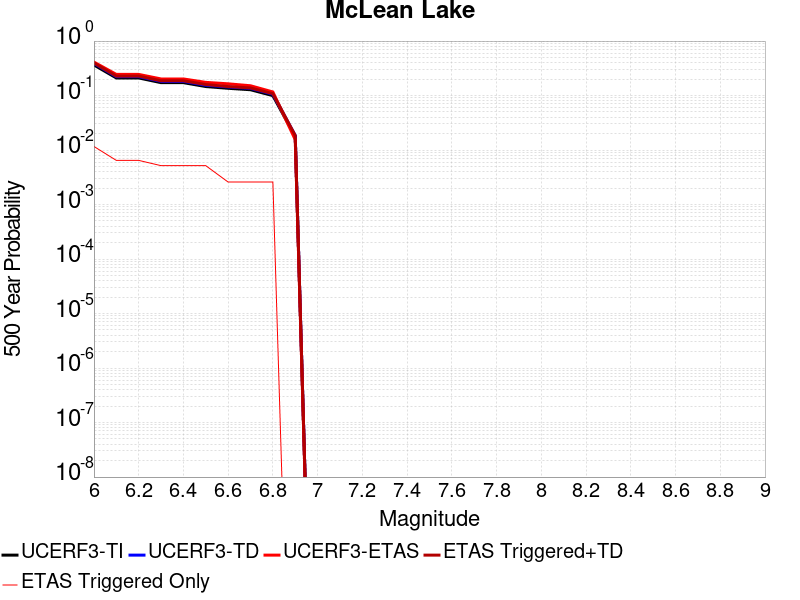 McLean Lake
10^0
10^-1
10^-2
10^-3
10^-4
10^-5
10^-6
10^-7
10^-8
500 Year Probability
6 6.2 6.4 6.6 6.8 7 7.2 7.4 7.6 7.8 8 8.2 8.4 8.6 8.8 9
Magnitude
UCERF3-TI UCERF3-TD UCERF3-ETAS ETAS Triggered+TD
ETAS Triggered Only